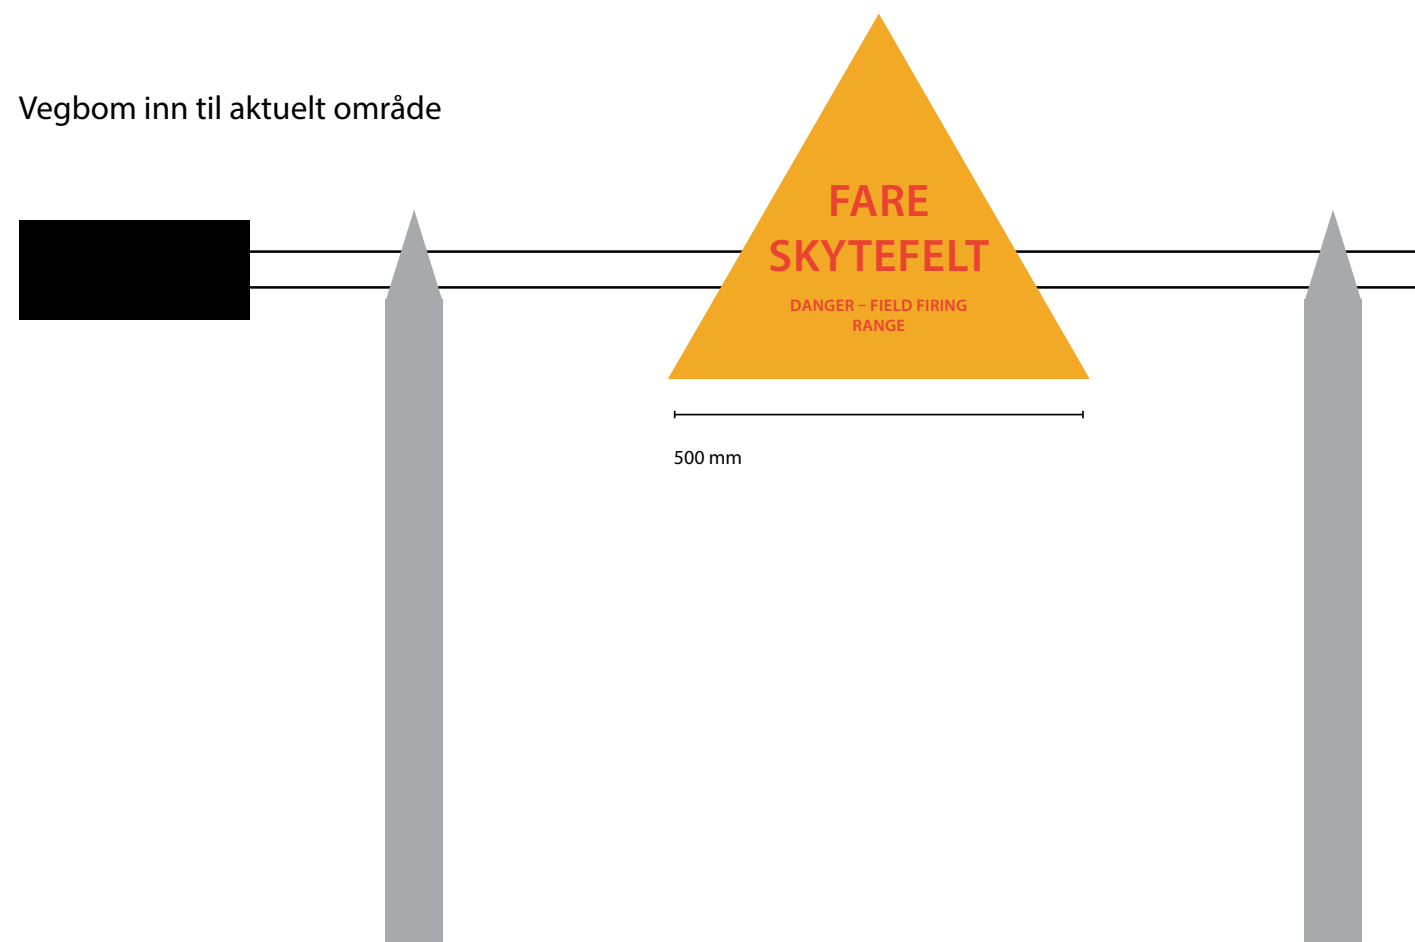 Vegbom inn til aktuelt område
FARE
SKYTEFELT
DANGER – FIELD FIRING
RANGE
500 mm